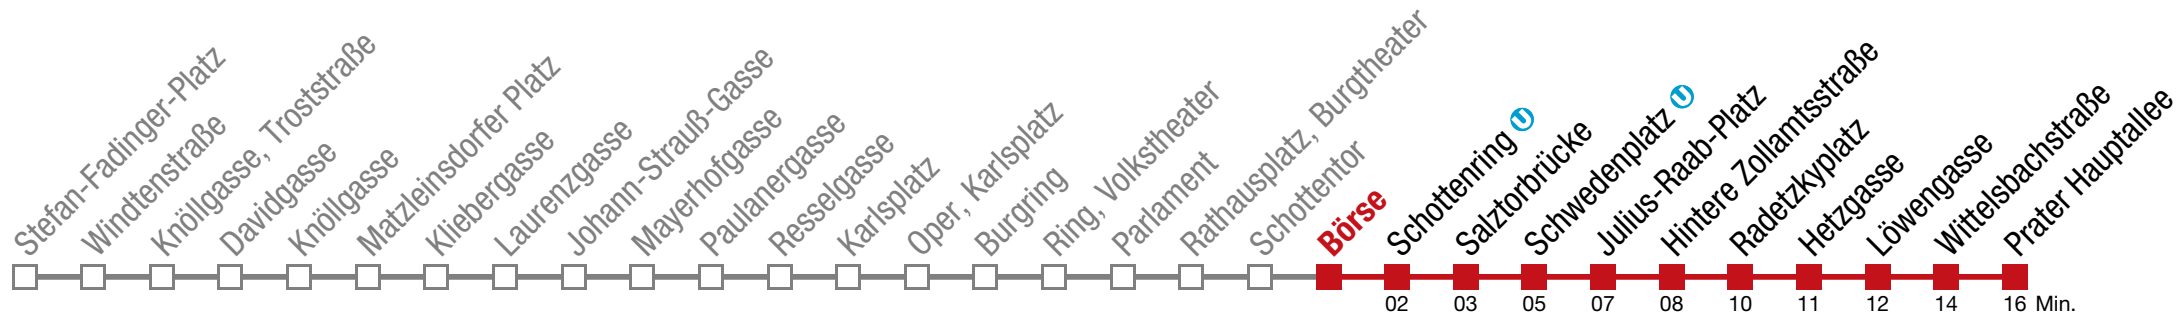 Stefan-Fadinger-Platz
Windtenstraße
Knöllgasse, Troststraße
Davidgasse
Knöllgasse
Matzleinsdorfer Platz
Kliebergasse
Laurenzgasse
Johann-Strauß-Gasse
Mayerhofgasse
Paulanergasse
Resselgasse
Karlsplatz
Oper, Karlsplatz
Burgring
Ring, Volkstheater
Parlament
Rathausplatz, Burgtheater
Schottentor
Börse
Schottenring U
Salztorbrücke
Schwedenplatz U
Julius-Raab-Platz
Hintere Zollamtsstraße
Radetzkyplatz
Hetzgasse
Löwengasse
Wittelsbachstraße
Prater Hauptallee
02 03 05 07 08 10 11 12 14 16 Min.